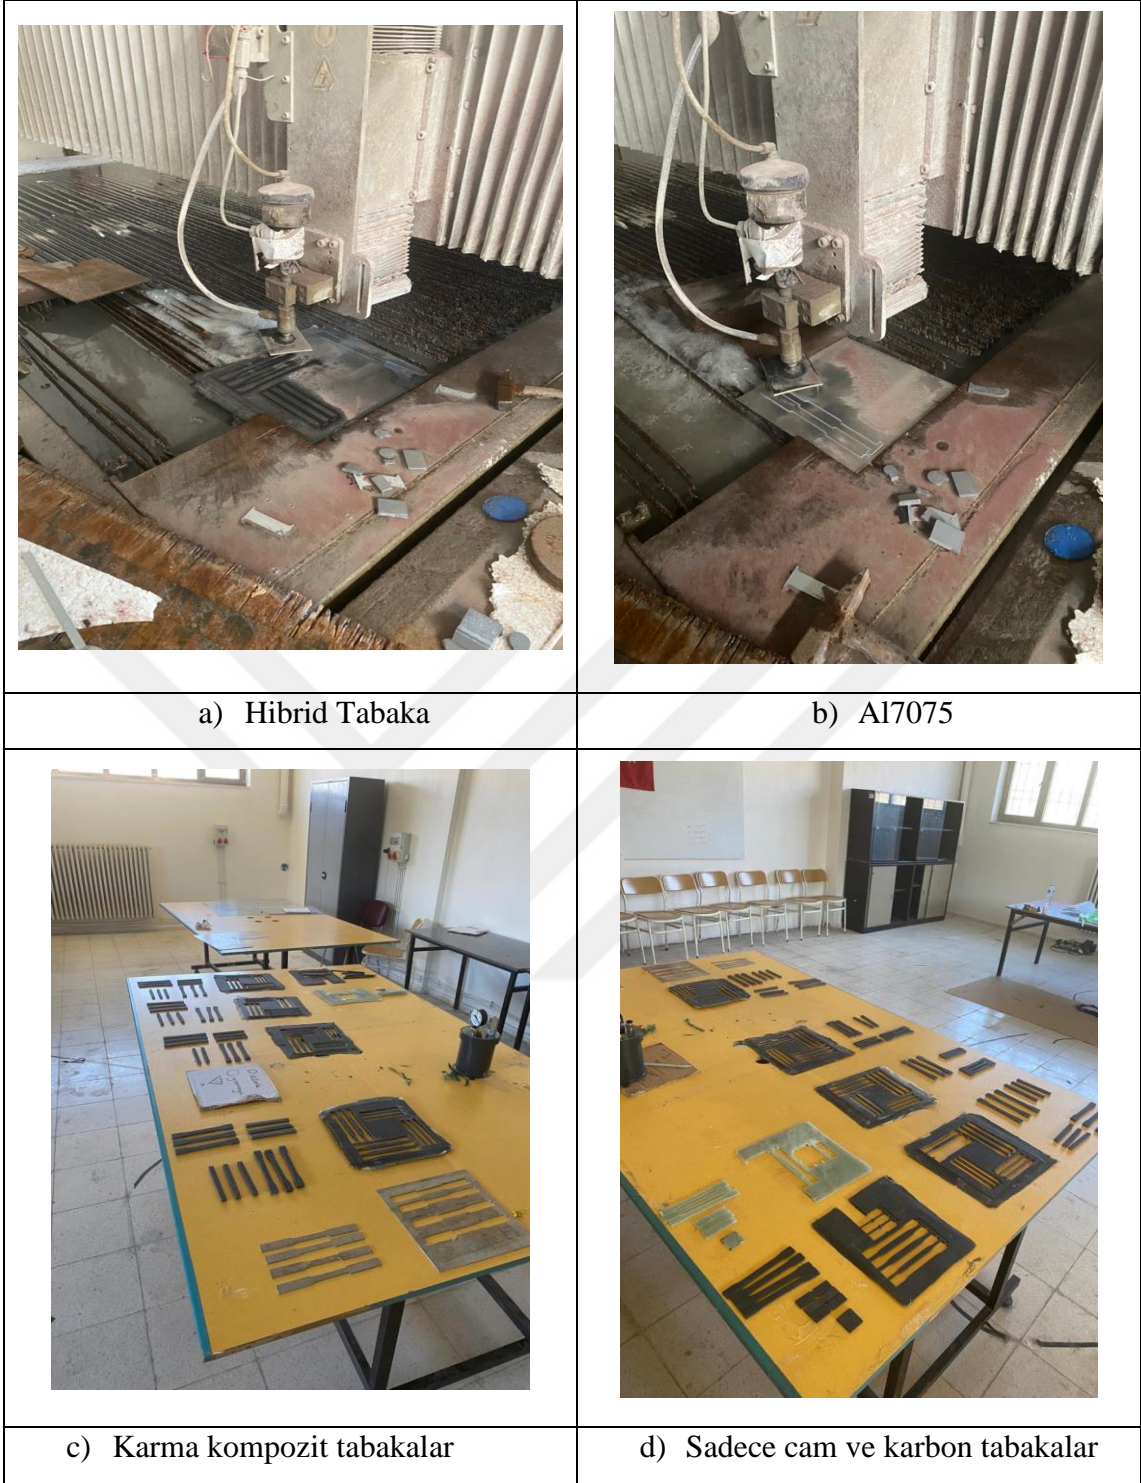 a) Hibrid Tabaka
b) Al7075
c) Karma kompozit tabakalar
d) Sadece cam ve karbon tabakalar